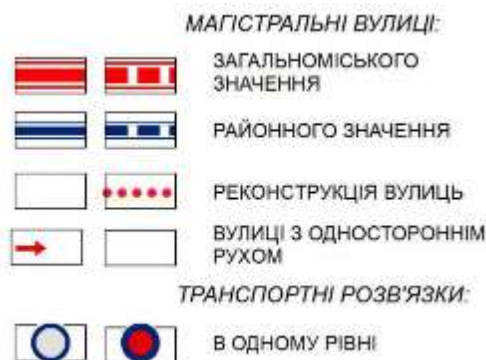 МАГІСТРАЛЬНІ ВУЛИЦІ:
ЗАГАЛЬНОМІСЬКОГО
ЗНАЧЕННЯ
РАЙОННОГО ЗНАЧЕННЯ
РЕКОНСТРУКЦІЯ ВУЛИЦЬ
ВУЛИЦІ З ОДНОСТОРОННІМ
РУХОМ
ТРАНСПОРТНІ РОЗВ'ЯЗКИ:
В ОДНОМУ РІВНІ